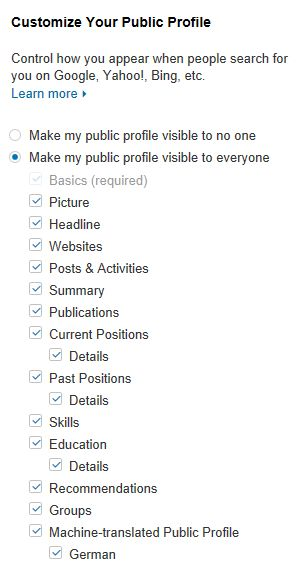 Customize Your Public Profile
Control how you appear when people search for
you on Google, Yahoo!, Bing, etc.
Learn more
Make my public profile visible to no one
Make my public profile visible to everyone
Basics (required)
Picture
Headline
Websites
Posts & Activities
Summary
Publications
Current Positions
Details
Past Positions
Details
Skills
Education
Details
Recommendations
Groups
Machine-translated Public Profile
German